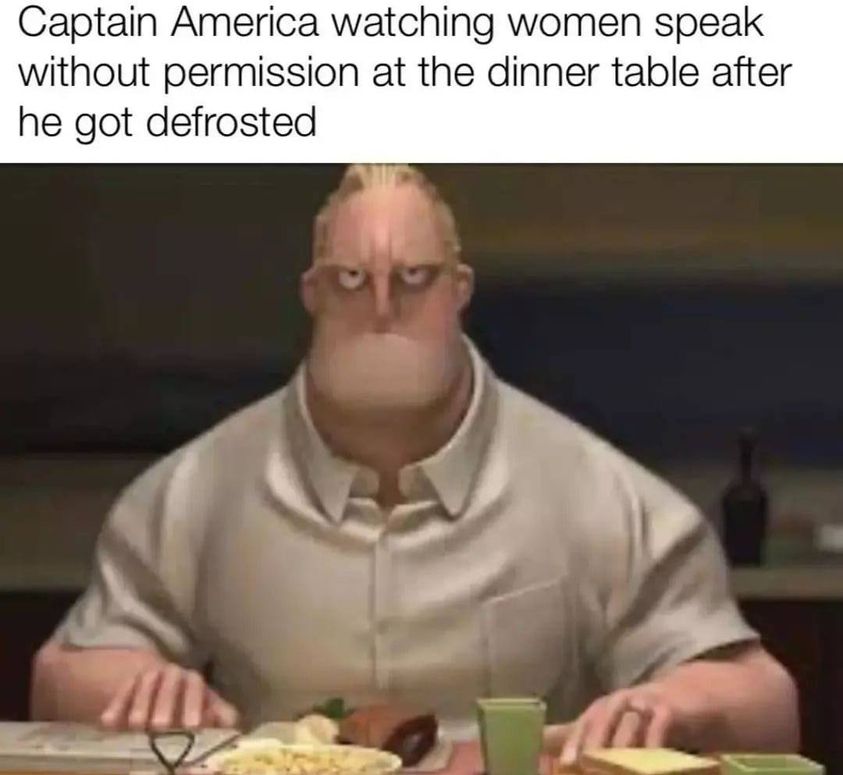 Captain America watching women speak
without permission at the dinner table after
he got defrosted